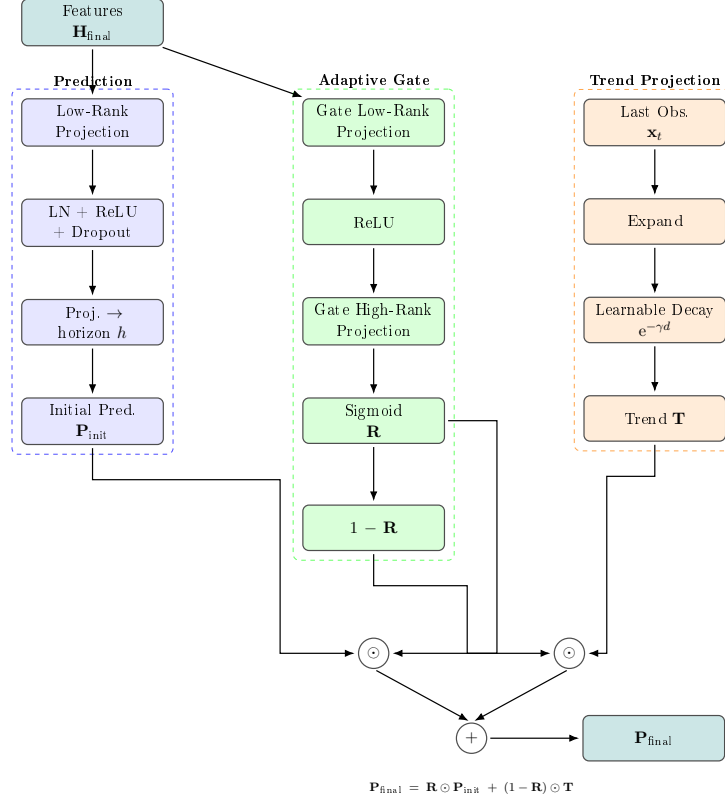 Features
H_final
Prediction
Low-Rank
Projection
LN + ReLU
+ Dropout
Proj. →
horizon h
Initial Pred.
P_init
Adaptive Gate
Gate Low-Rank
Projection
ReLU
Gate High-Rank
Projection
Sigmoid
R
1 − R
Trend Projection
Last Obs.
x_t
Expand
Learnable Decay
e^{−γd}
Trend T
⊙
⊙
+
P_final
P_final = R ⊙ P_init + (1−R) ⊙ T